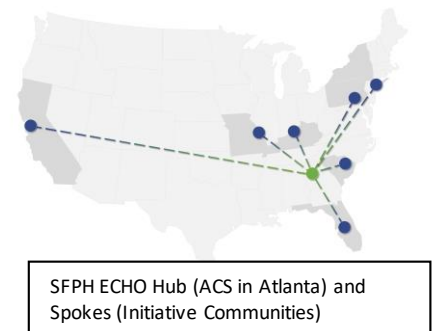 SFPH ECHO Hub (ACS in Atlanta) and
Spokes (Initiative Communities)